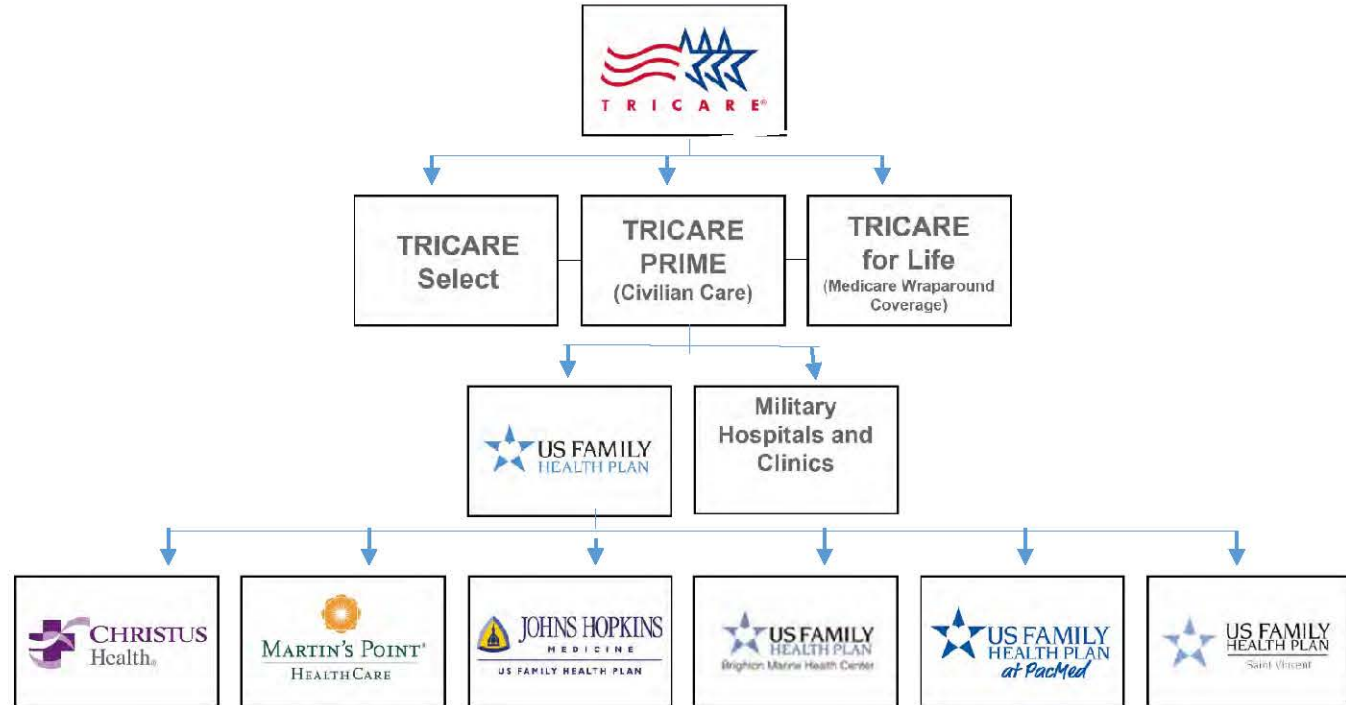 TRICARE®
TRICARE
Select
TRICARE
PRIME
(Civilian Care)
TRICARE
for Life
(Medicare Wraparound
Coverage)
US FAMILY
HEALTH PLAN
Military
Hospitals and
Clinics
CHRISTUS
Health®
MARTIN'S POINT®
HEALTHCARE
JOHNS HOPKINS
MEDICINE
US FAMILY HEALTH PLAN
US FAMILY
HEALTH PLAN
Brighton Marine Health Center
US FAMILY
HEALTH PLAN
at PacMed
US FAMILY
HEALTH PLAN
Saint Vincent